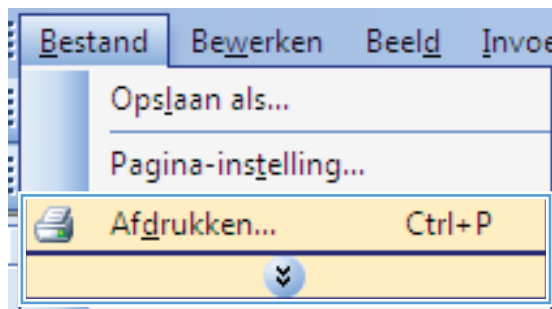 Bestand Bewerken Beeld Invoe
Opslaan als...
Pagina-instelling...
Afdrukken... Ctrl+P